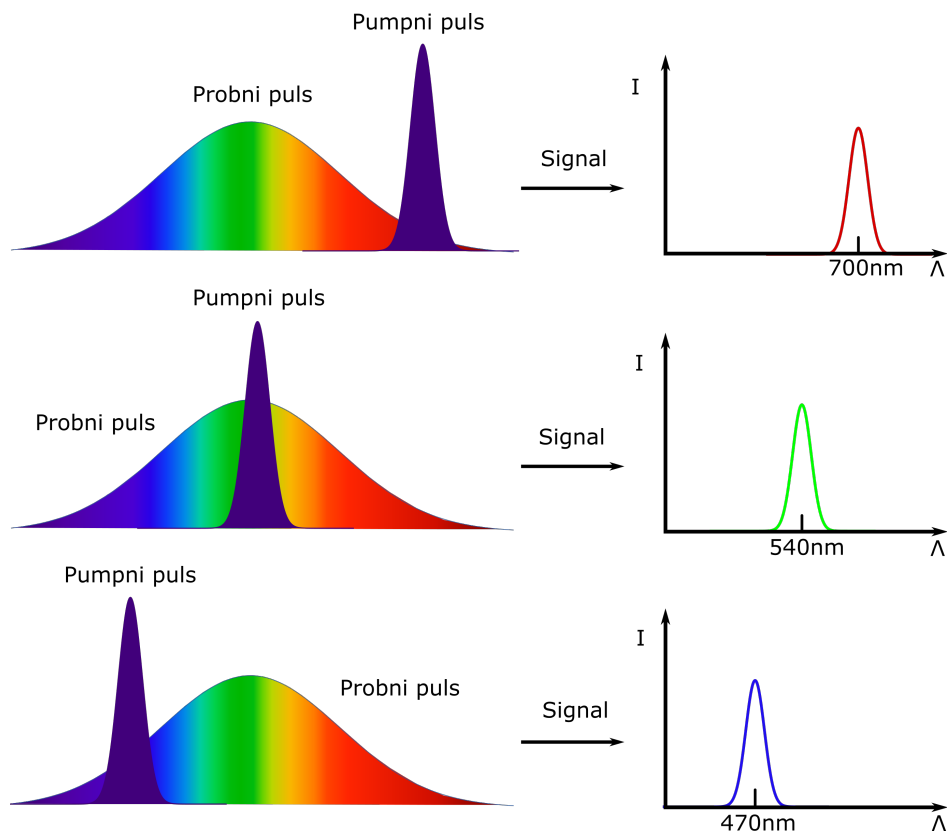 Pumpni puls
Probni puls
I
Signal
700nm
Λ
Pumpni puls
Probni puls
I
Signal
540nm
Λ
Pumpni puls
Probni puls
I
Signal
470nm
Λ